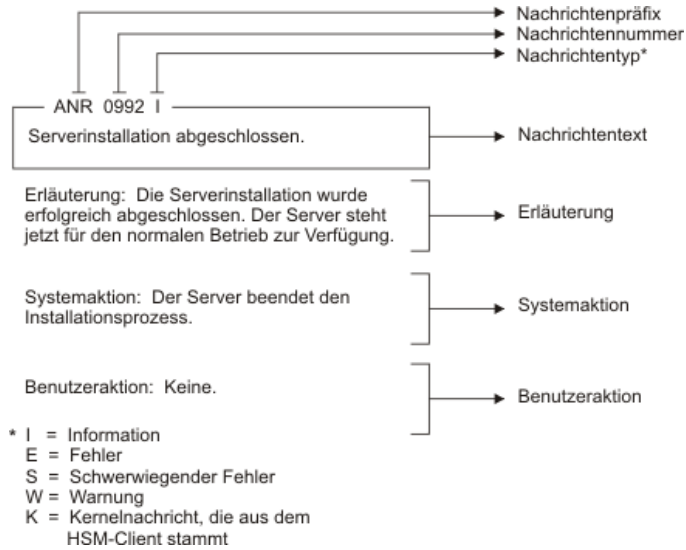 Nachrichtenpräfix
Nachrichtennummer
Nachrichtentyp*
ANR 0992 I
Serverinstallation abgeschlossen.
Nachrichtentext
Erläuterung: Die Serverinstallation wurde
erfolgreich abgeschlossen. Der Server steht
jetzt für den normalen Betrieb zur Verfügung.
Erläuterung
Systemaktion: Der Server beendet den
Installationsprozess.
Systemaktion
Benutzeraktion: Keine.
Benutzeraktion
* I = Information
E = Fehler
S = Schwerwiegender Fehler
W = Warnung
K = Kernelnachricht, die aus dem
HSM-Client stammt